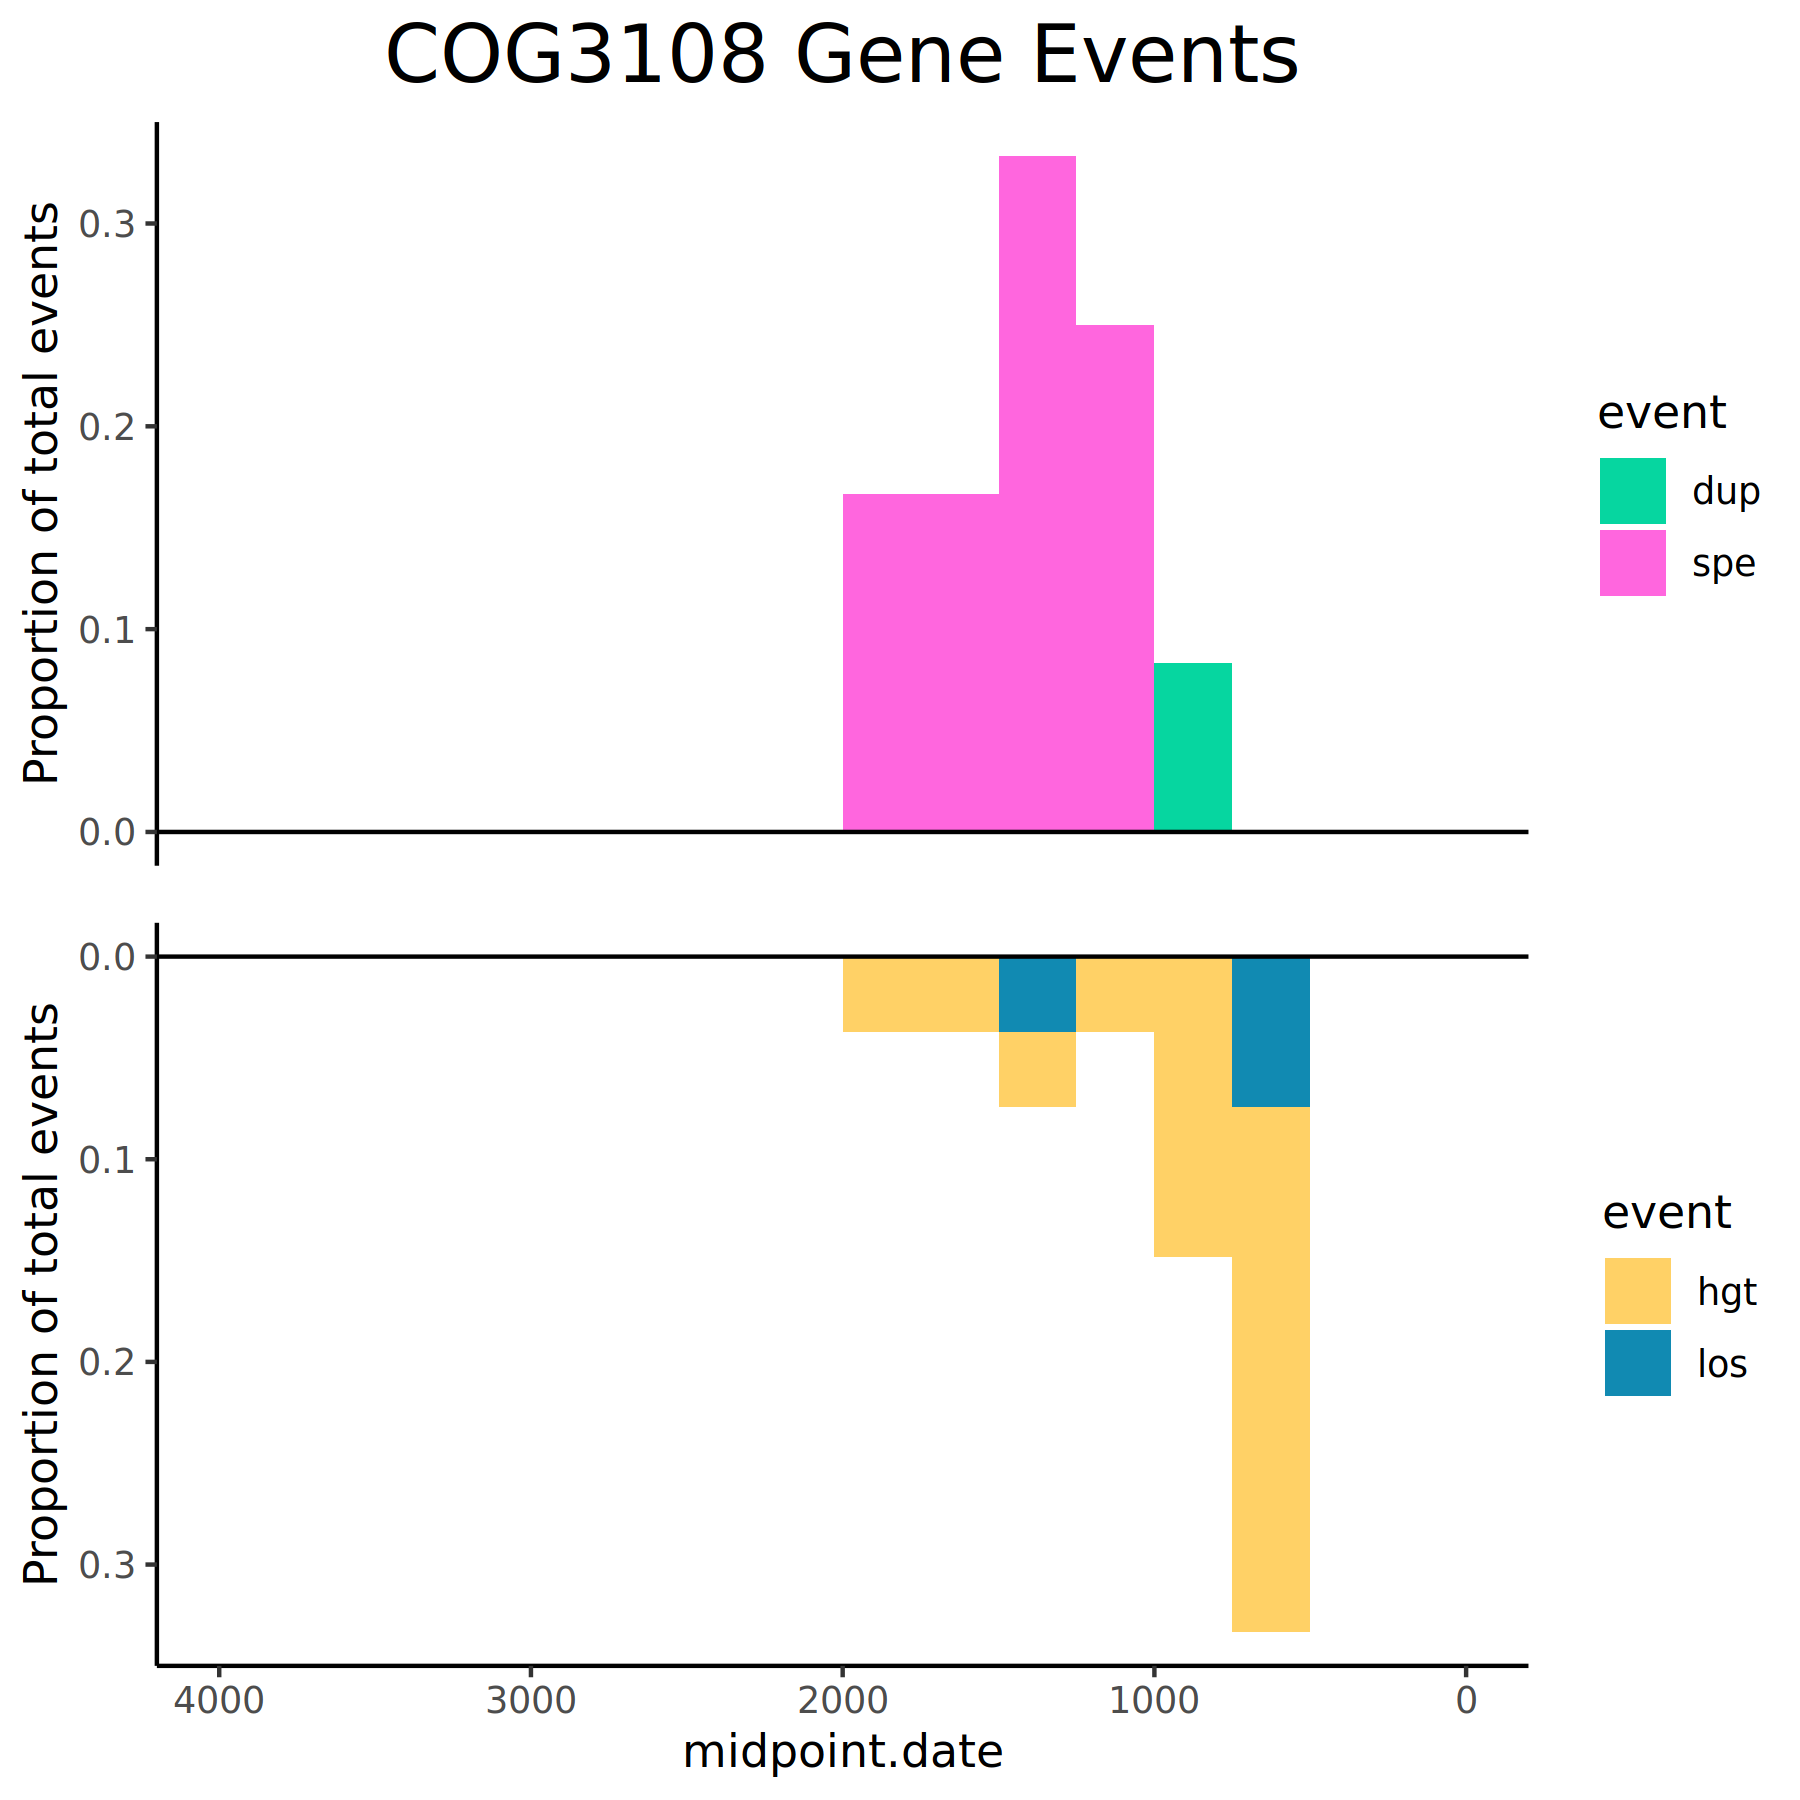 COG3108 Gene Events
Proportion of total events
0.3
0.2
0.1
0.0
event
dup
spe
Proportion of total events
0.0
0.1
0.2
0.3
event
hgt
los
4000 3000 2000 1000 0
midpoint.date